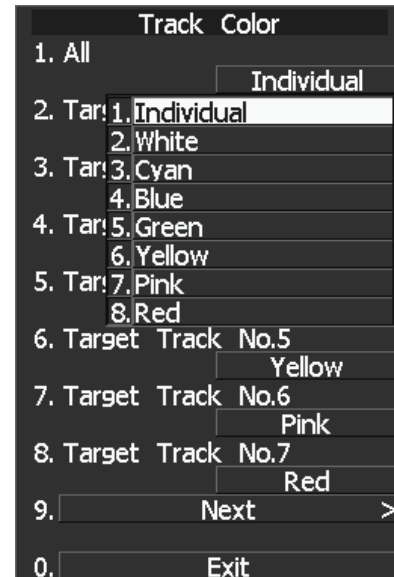 Track Color
1. All
Individual
2. Tar
1. Individual
2. White
3. Tar
3. Cyan
4. Blue
4. Tar
5. Green
6. Yellow
5. Tar
7. Pink
8. Red
6. Target Track No.5
Yellow
7. Target Track No.6
Pink
8. Target Track No.7
Red
9. Next >
0. Exit